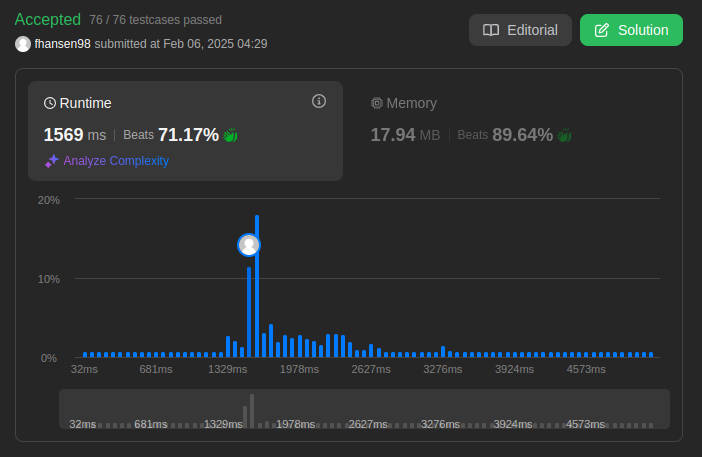 Accepted 76 / 76 testcases passed
fhansen98 submitted at Feb 06, 2025 04:29
Editorial
Solution
Runtime
1569 ms | Beats 71.17%
Analyze Complexity
Memory
17.94 MB | Beats 89.64%
20%
10%
0%
32ms 681ms 1329ms 1978ms 2627ms 3276ms 3924ms 4573ms
32ms 681ms 1329ms 1978ms 2627ms 3276ms 3924ms 4573ms